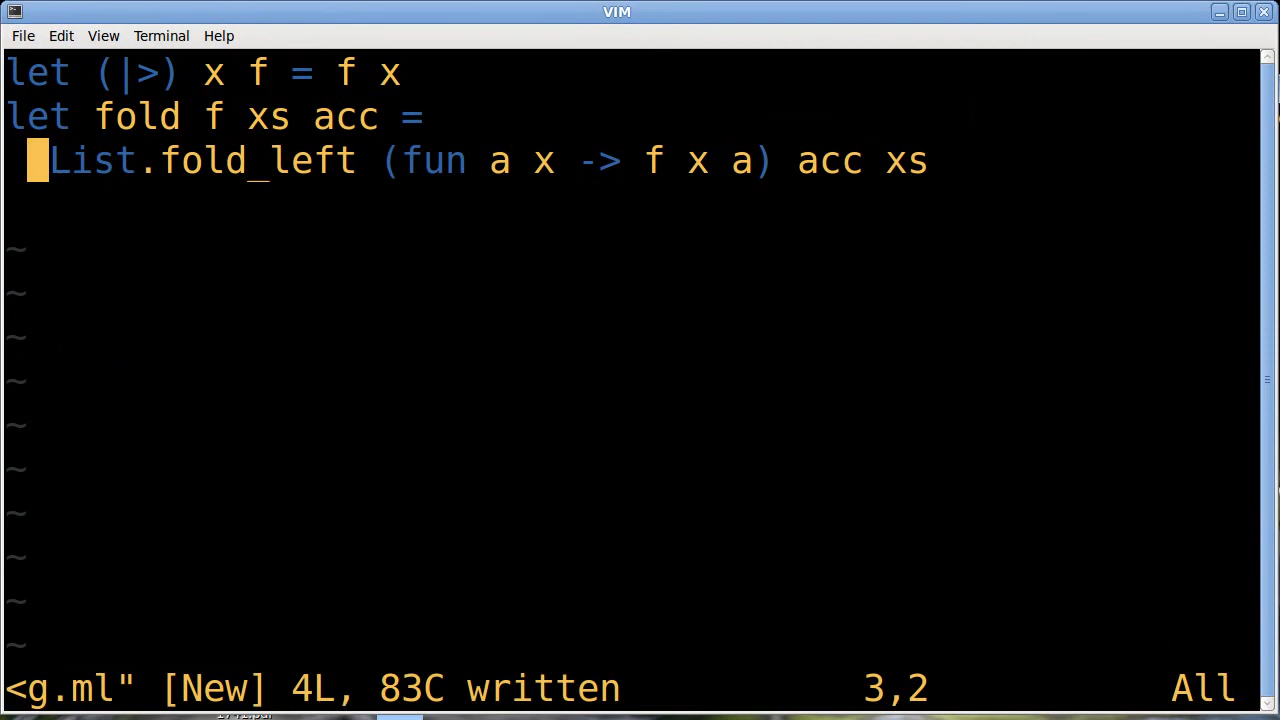 VIM
File Edit View Terminal Help
let (|>) x f = f x
let fold f xs acc =
  List.fold_left (fun a x -> f x a) acc xs
~
~
~
~
~
~
~
~
~
~
<g.ml" [New] 4L, 83C written 3,2 All